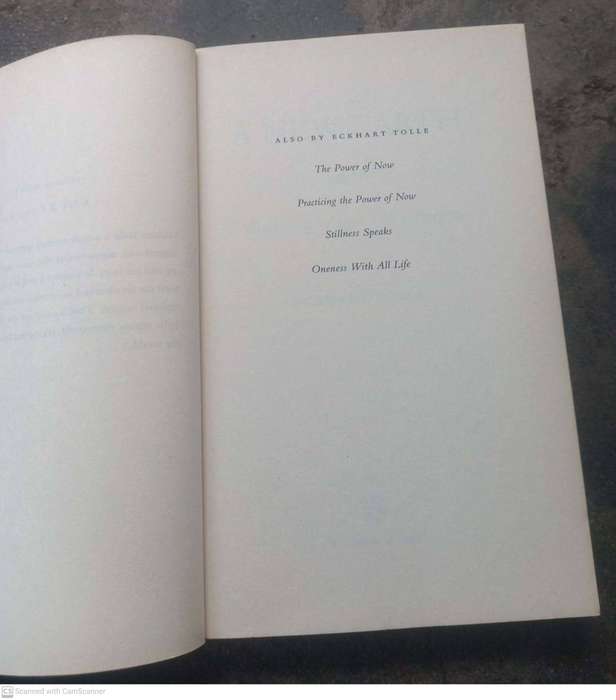 ALSO BY ECKHART TOLLE
The Power of Now
Practicing the Power of Now
Stillness Speaks
Oneness With All Life
CS Scanned with CamScanner